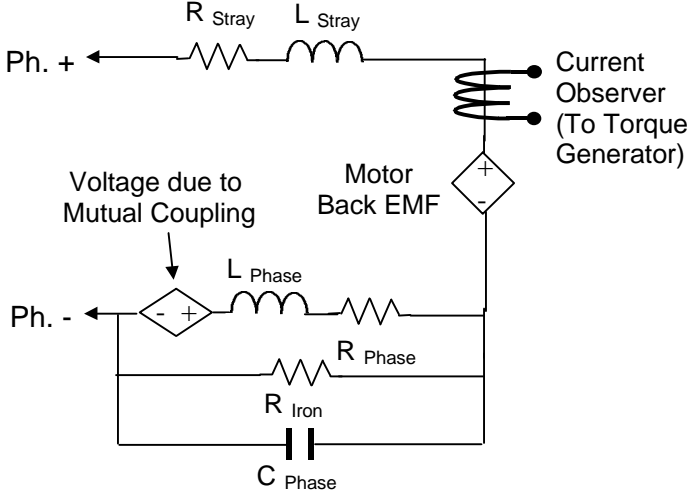 R Stray
L Stray
Ph. +
Current
Observer
(To Torque
Generator)
+
-
Motor
Back EMF
Voltage due to
Mutual Coupling
L Phase
Ph. -
- +
R Phase
R Iron
C Phase